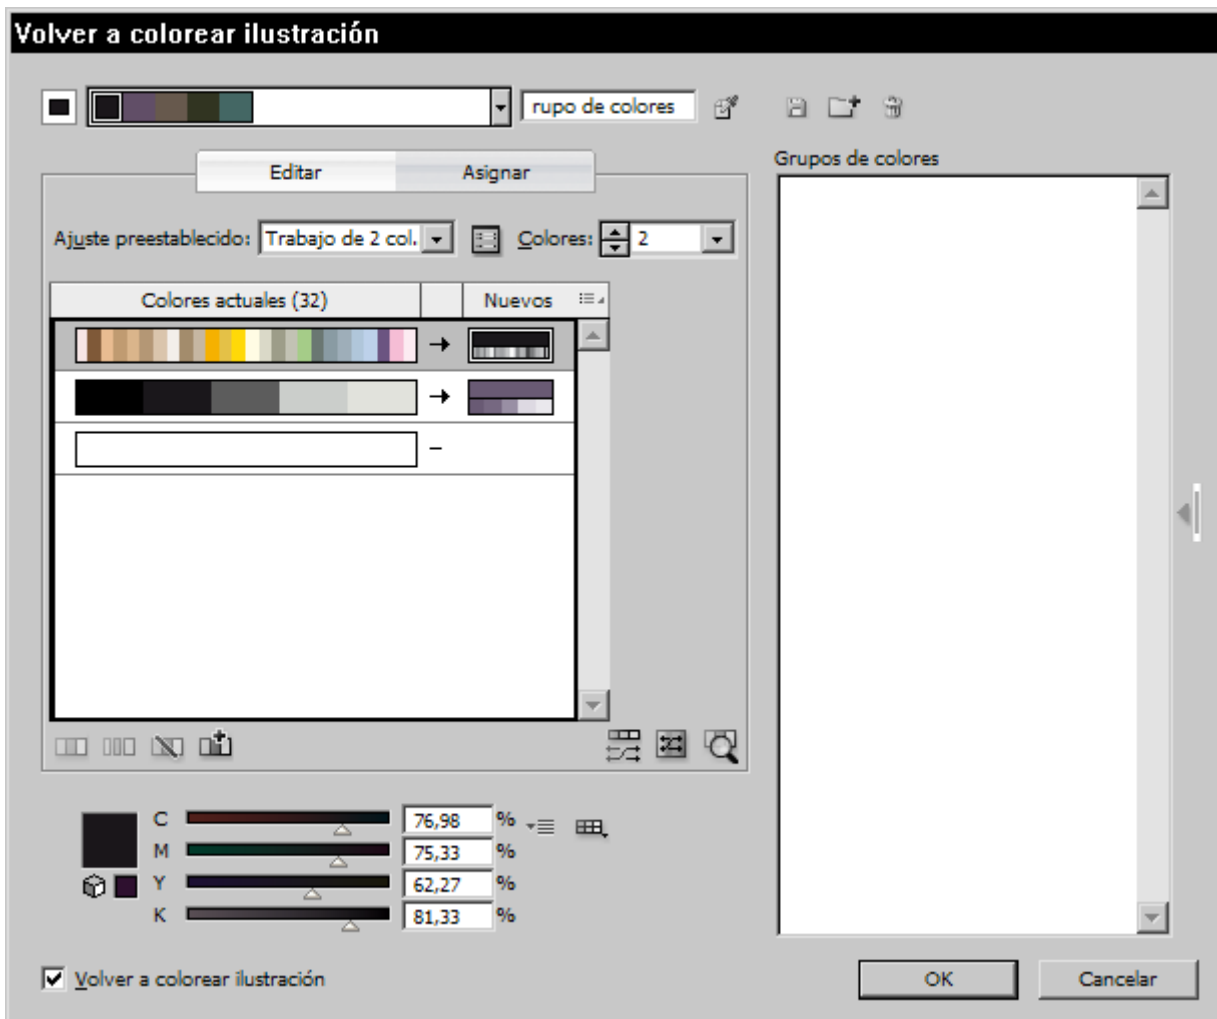 Volver a colorear ilustración
rupo de colores
Editar
Asignar
Grupos de colores
Ajuste preestablecido: Trabajo de 2 col. Colores: 2
Colores actuales (32) Nuevos
C 76,98 %
M 75,33 %
Y 62,27 %
K 81,33 %
Volver a colorear ilustración
OK
Cancelar